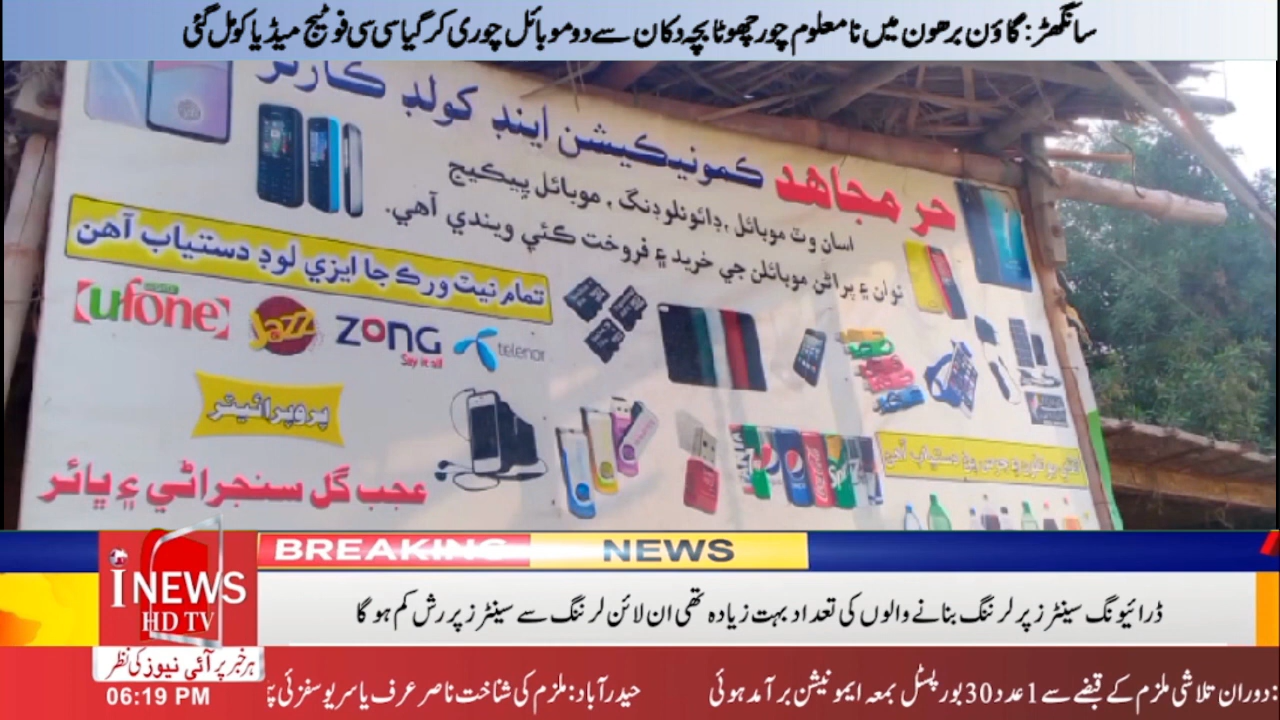 سانگھڑ: گاؤں برھون میں نامعلوم چور چھوٹا بچہ دکان سے دو موبائل چوری کر گیا سی سی فوٹیج میڈیا کو مل گئی
حر مجاهد ڪميونيڪيشن اينڊ کولڊ ڪارنر
اسان وٽ موبائل ،ڊائونلوڊنگ ، موبائل پيڪيج
نوان ۽ پراڻن موبائلن جي خريد ۽ فروخت ڪئي ويندي آهي.
تمام نيٽ ورڪ جا ايزي لوڊ دستياب آهن
ufone
Jazz
ZONG
Say it all
telenor
پروپرائيٽر
عجب گل سنجراڻي ۽ ڀائر
دستياب آهن
BREAKING NEWS
i NEWS
HD TV
ڈرائیونگ سینٹرز پر لرننگ بنانے والوں کی تعداد بہت زیادہ تھی ان لائن لرننگ سے سینٹرز پر رش کم ہو گا
ہر خبر پر آئی نیوز کی نظر
06:19 PM
:دوران تلاشی ملزم کے قبضے سے 1 عدد 30 بور پسٹل بمعہ ایمونیشن برآمد ہوئی
حیدرآباد: ملزم کی شناخت ناصر عرف یاسر یوسفزئی